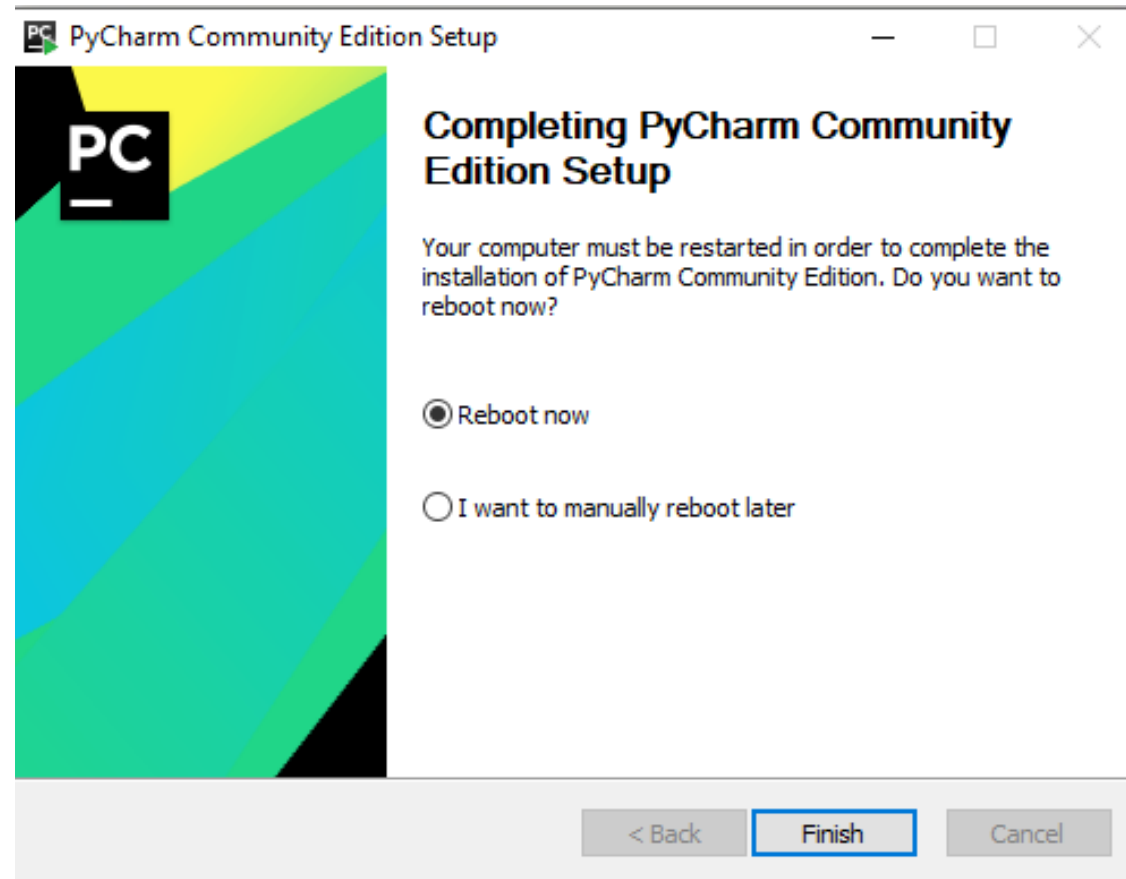 PyCharm Community Edition Setup
PC
Completing PyCharm Community
Edition Setup
Your computer must be restarted in order to complete the
installation of PyCharm Community Edition. Do you want to
reboot now?
Reboot now
I want to manually reboot later
< Back
Finish
Cancel